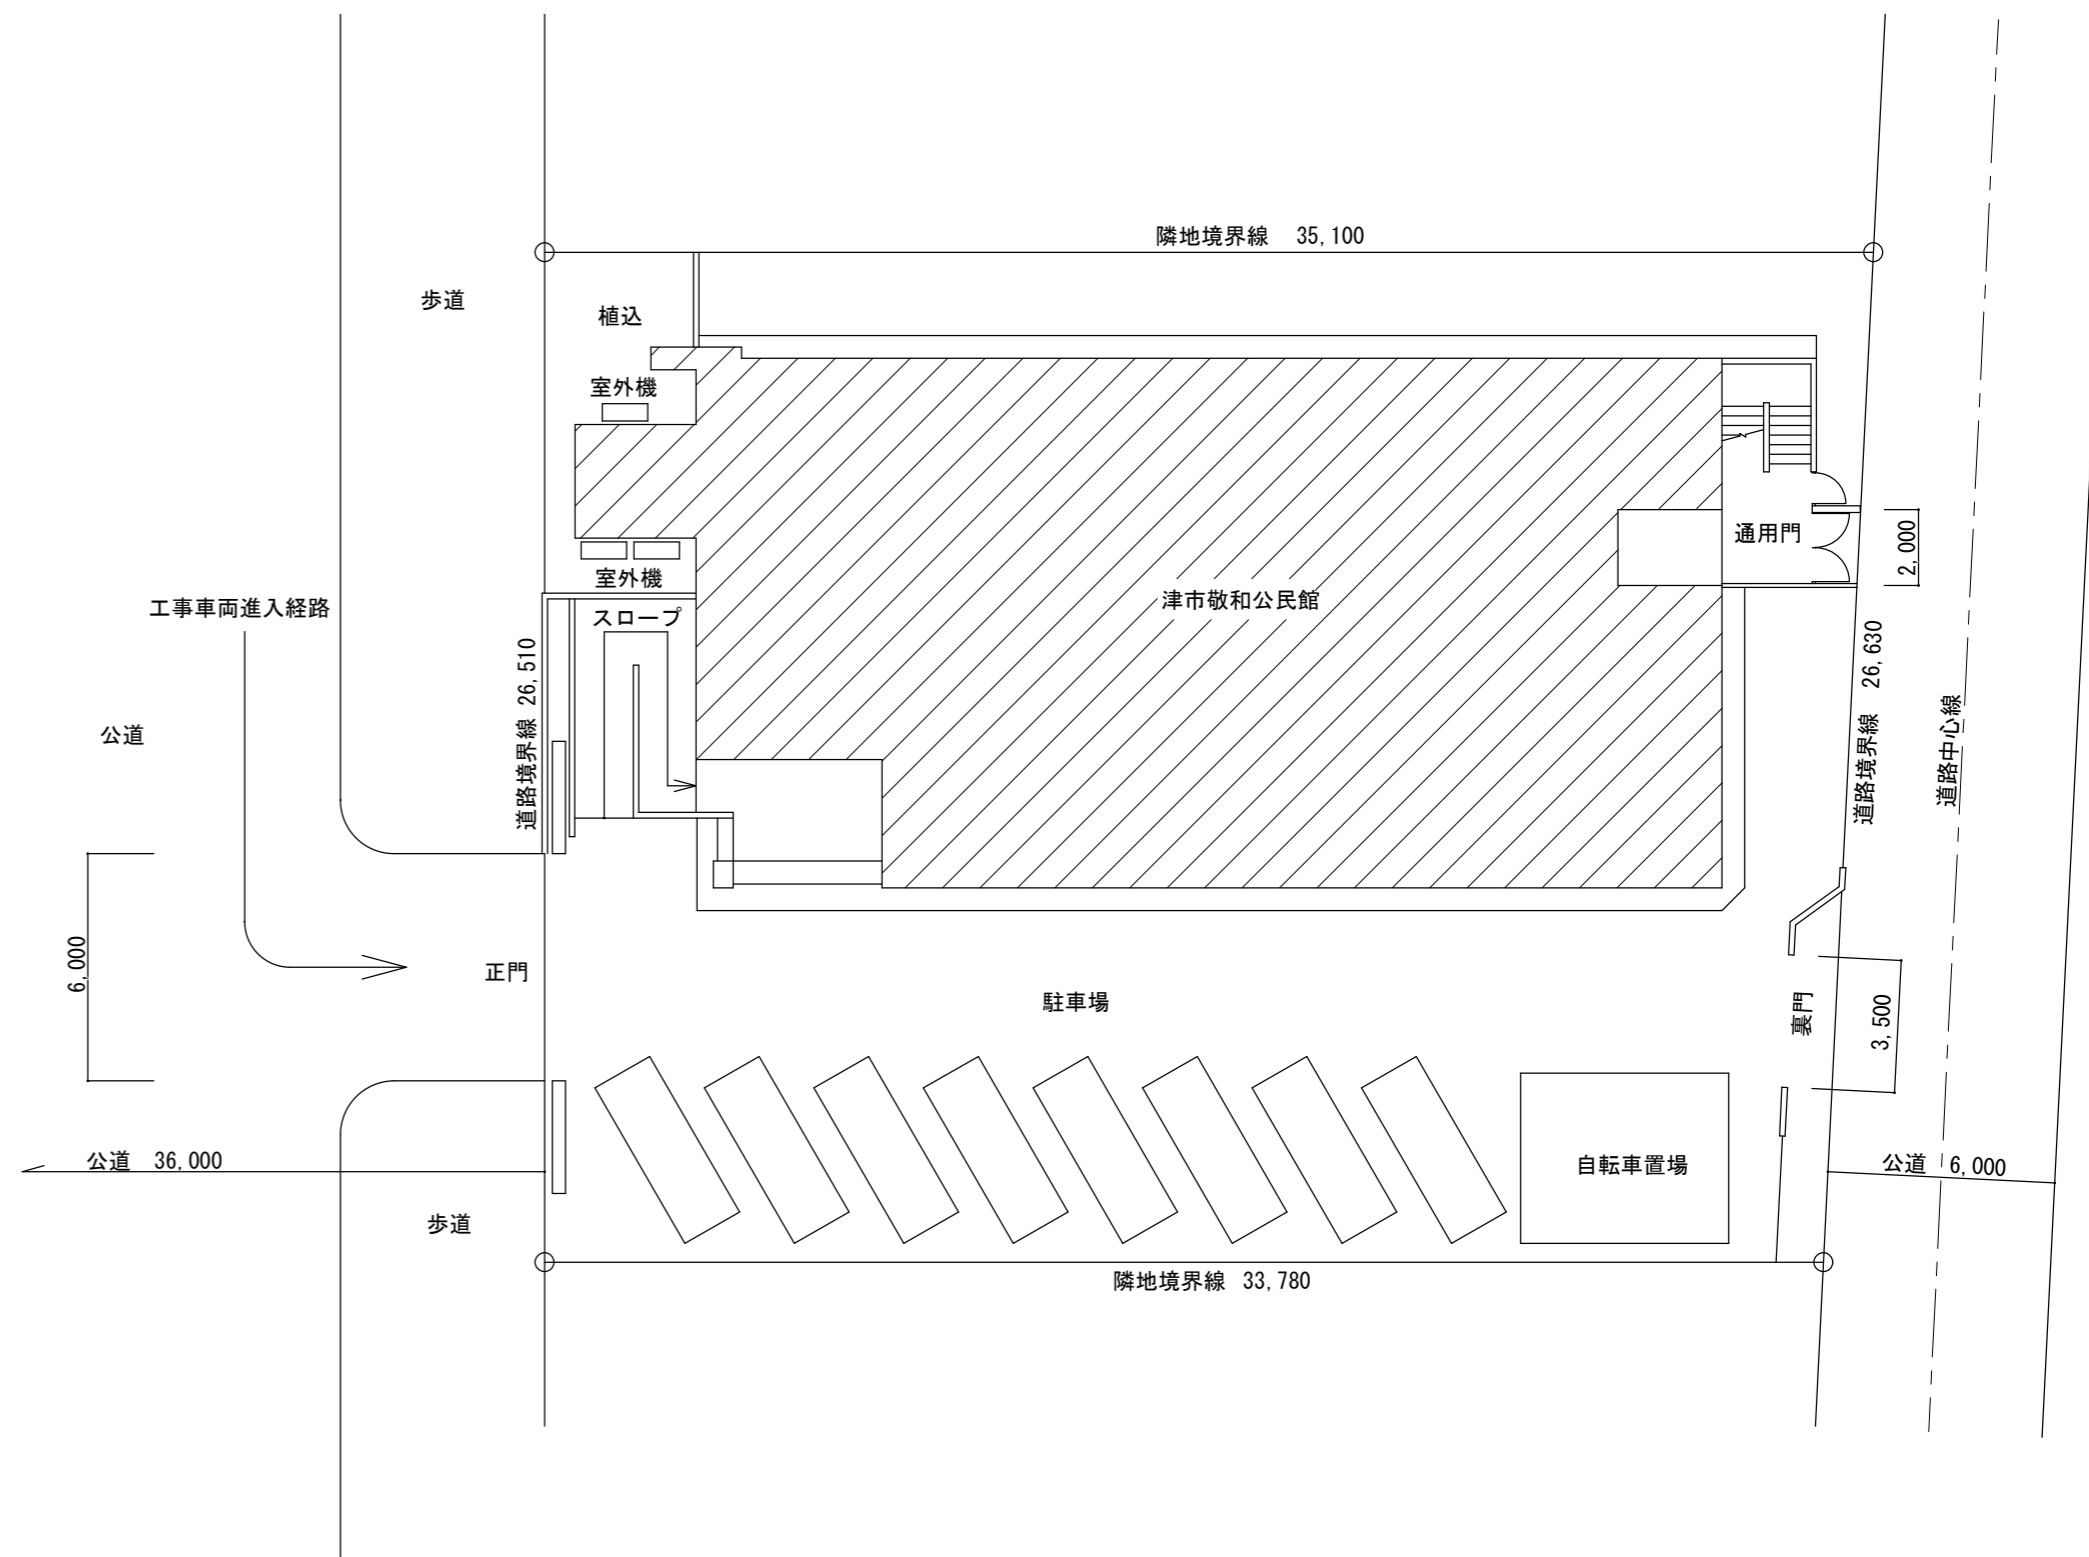 隣地境界線 35,100
歩道
植込
室外機
通用門
2,000
室外機
津市敬和公民館
工事車両進入経路
スロープ
道路境界線 26,510
道路境界線 26,630
道路中心線
公道
6,000
正門
駐車場
裏門
3,500
公道 36,000
自転車置場
公道 6,000
歩道
隣地境界線 33,780